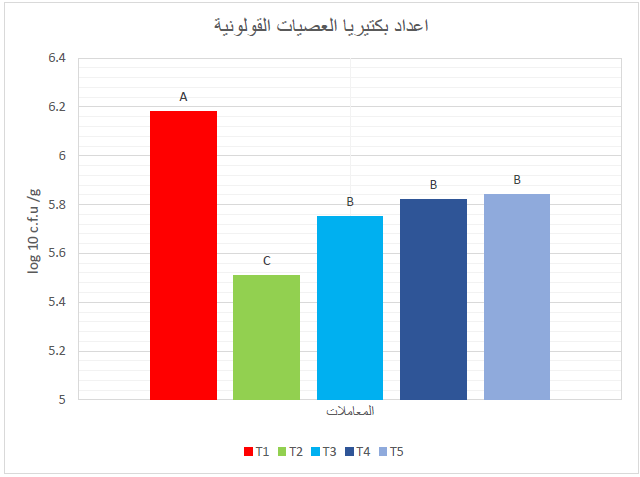 اعداد بكتيريا العصيات القولونية
log 10 c.f.u /g
6.4
6.2
6
5.8
5.6
5.4
5.2
5
A
C
B
B
B
المعاملات
T1 T2 T3 T4 T5